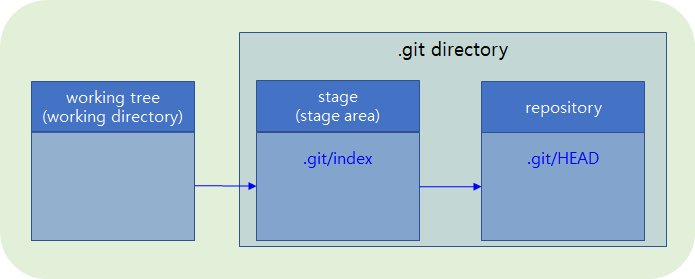 .git directory
working tree
(working directory)
stage
(stage area)
repository
.git/index
.git/HEAD